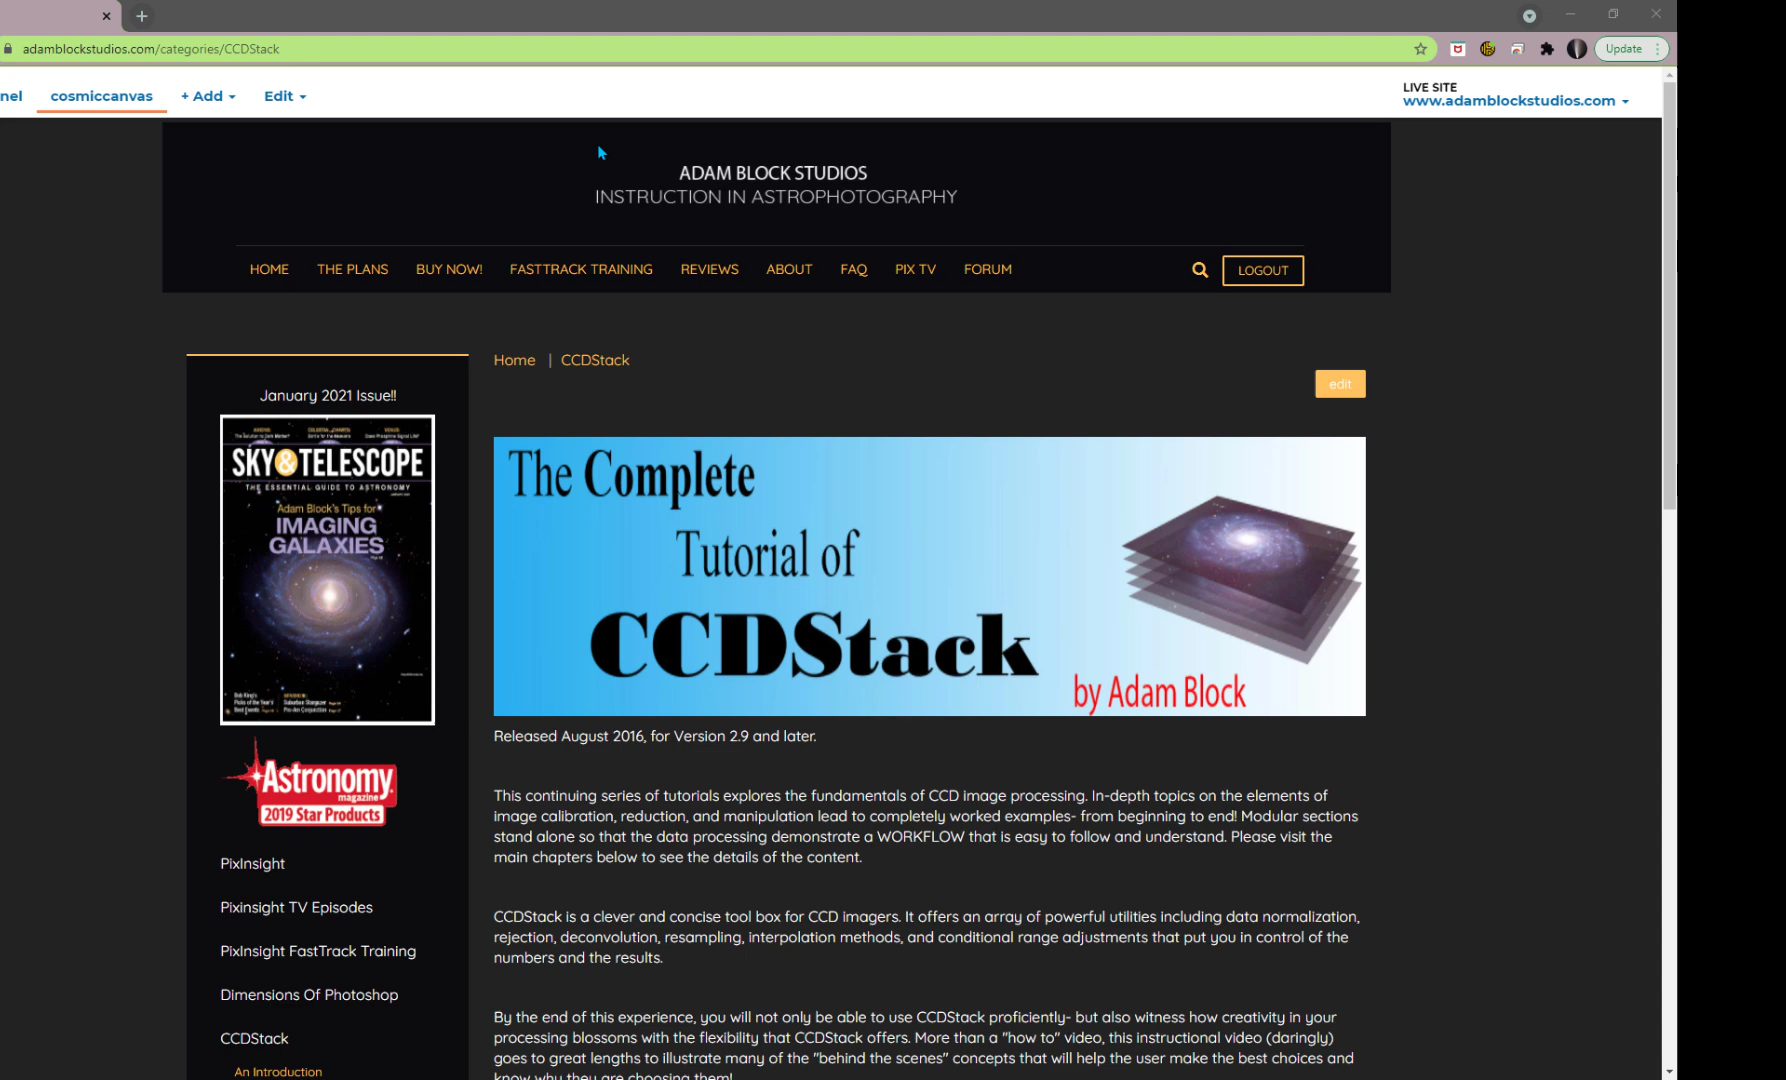 adamblockstudios.com/categories/CCDStack
Update
nel
cosmiccanvas
+ Add
Edit
LIVE SITE
www.adamblockstudios.com
ADAM BLOCK STUDIOS
INSTRUCTION IN ASTROPHOTOGRAPHY
HOME
THE PLANS
BUY NOW!
FASTTRACK TRAINING
REVIEWS
ABOUT
FAQ
PIX TV
FORUM
LOGOUT
Home | CCDStack
edit
January 2021 Issue!!
SKY & TELESCOPE
THE ESSENTIAL GUIDE TO ASTRONOMY
Adam Block's Tips for
IMAGING
GALAXIES
Astronomy
magazine
2019 Star Products
PixInsight
Pixinsight TV Episodes
PixInsight FastTrack Training
Dimensions Of Photoshop
CCDStack
An Introduction
The Complete
Tutorial of
CCDStack
by Adam Block
Released August 2016, for Version 2.9 and later.
This continuing series of tutorials explores the fundamentals of CCD image processing. In-depth topics on the elements of
image calibration, reduction, and manipulation lead to completely worked examples- from beginning to end! Modular sections
stand alone so that the data processing demonstrate a WORKFLOW that is easy to follow and understand. Please visit the
main chapters below to see the details of the content.
CCDStack is a clever and concise tool box for CCD imagers. It offers an array of powerful utilities including data normalization,
rejection, deconvolution, resampling, interpolation methods, and conditional range adjustments that put you in control of the
numbers and the results.
By the end of this experience, you will not only be able to use CCDStack proficiently- but also witness how creativity in your
processing blossoms with the flexibility that CCDStack offers. More than a "how to" video, this instructional video (daringly)
goes to great lengths to illustrate many of the "behind the scenes" concepts that will help the user make the best choices and
know why they are choosing them!